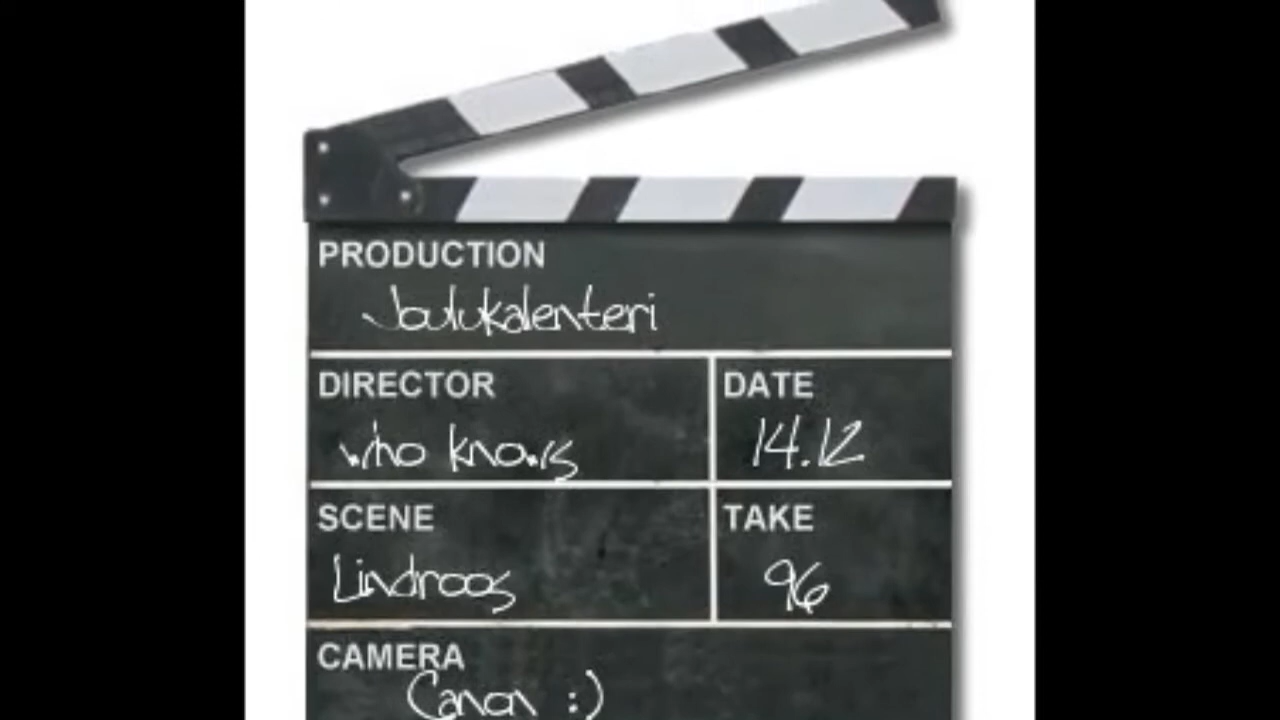 PRODUCTION
Joulukalenteri
DIRECTOR
who knows
DATE
14.12
SCENE
Lindroos
TAKE
96
CAMERA
Canon :)